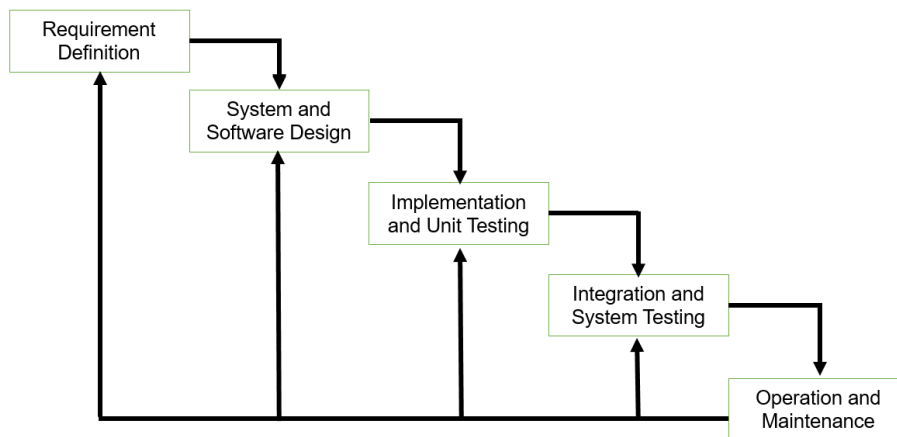 Requirement
Definition
System and
Software Design
Implementation
and Unit Testing
Integration and
System Testing
Operation and
Maintenance